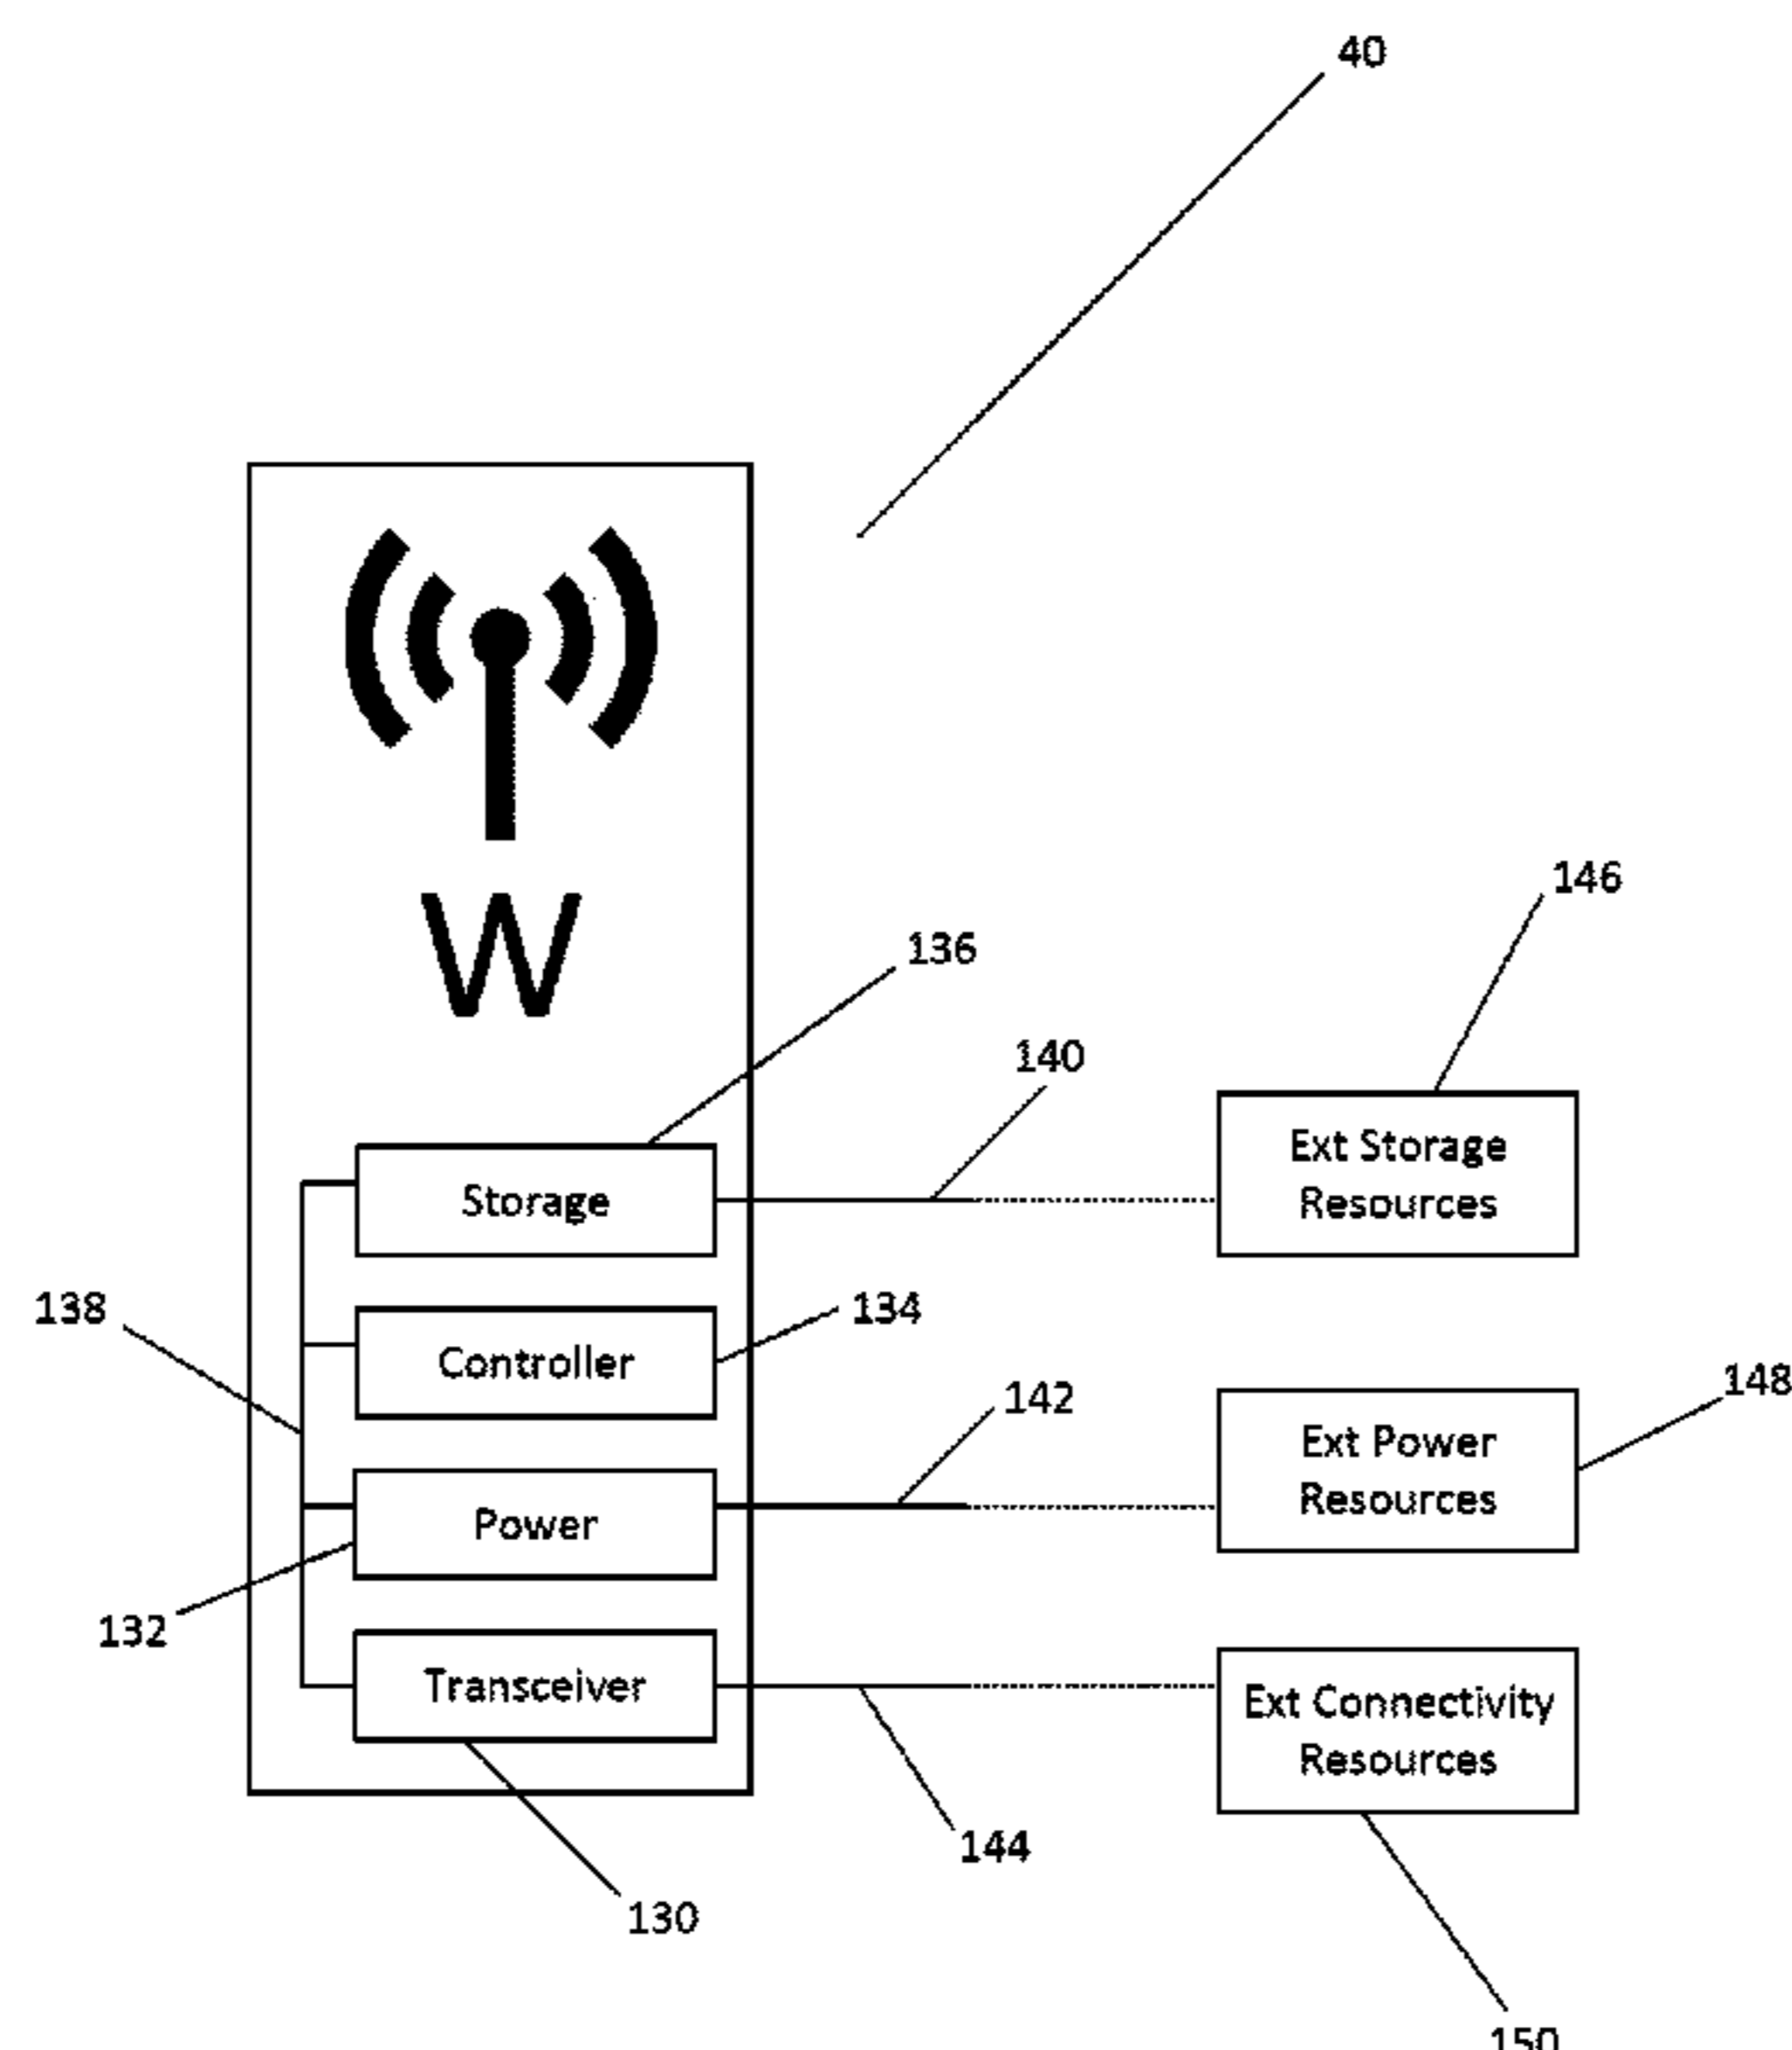 40
W
146
136
140
Ext Storage
Resources
Storage
138
134
Controller
142
148
Ext Power
Resources
Power
132
Transceiver
Ext Connectivity
Resources
144
130
150